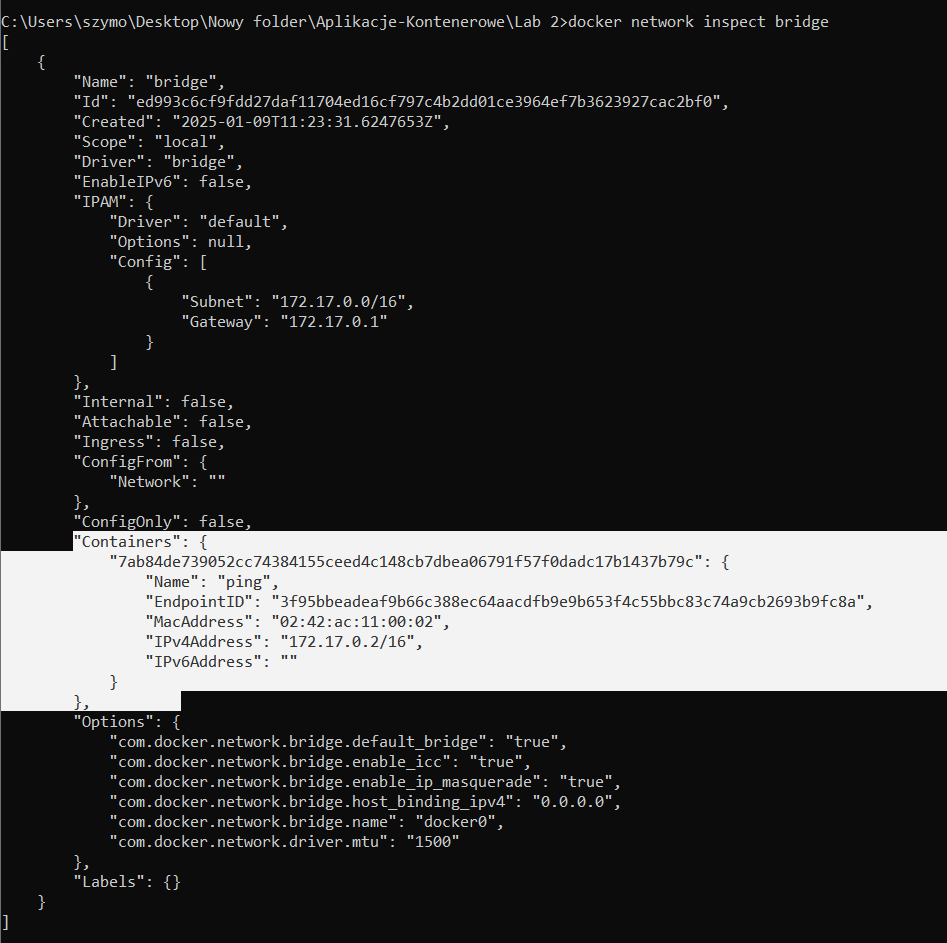 C:\Users\szymo\Desktop\Nowy folder\Aplikacje-Kontenerowe\Lab 2>docker network inspect bridge
[
    {
        "Name": "bridge",
        "Id": "ed993c6cf9fdd27daf11704ed16cf797c4b2dd01ce3964ef7b3623927cac2bf0",
        "Created": "2025-01-09T11:23:31.6247653Z",
        "Scope": "local",
        "Driver": "bridge",
        "EnableIPv6": false,
        "IPAM": {
            "Driver": "default",
            "Options": null,
            "Config": [
                {
                    "Subnet": "172.17.0.0/16",
                    "Gateway": "172.17.0.1"
                }
            ]
        },
        "Internal": false,
        "Attachable": false,
        "Ingress": false,
        "ConfigFrom": {
            "Network": ""
        },
        "ConfigOnly": false,
        "Containers": {
            "7ab84de739052cc74384155ceed4c148cb7dbea06791f57f0dadc17b1437b79c": {
                "Name": "ping",
                "EndpointID": "3f95bbeadeaf9b66c388ec64aacdfb9e9b653f4c55bbc83c74a9cb2693b9fc8a",
                "MacAddress": "02:42:ac:11:00:02",
                "IPv4Address": "172.17.0.2/16",
                "IPv6Address": ""
            }
        },
        "Options": {
            "com.docker.network.bridge.default_bridge": "true",
            "com.docker.network.bridge.enable_icc": "true",
            "com.docker.network.bridge.enable_ip_masquerade": "true",
            "com.docker.network.bridge.host_binding_ipv4": "0.0.0.0",
            "com.docker.network.bridge.name": "docker0",
            "com.docker.network.driver.mtu": "1500"
        },
        "Labels": {}
    }
]